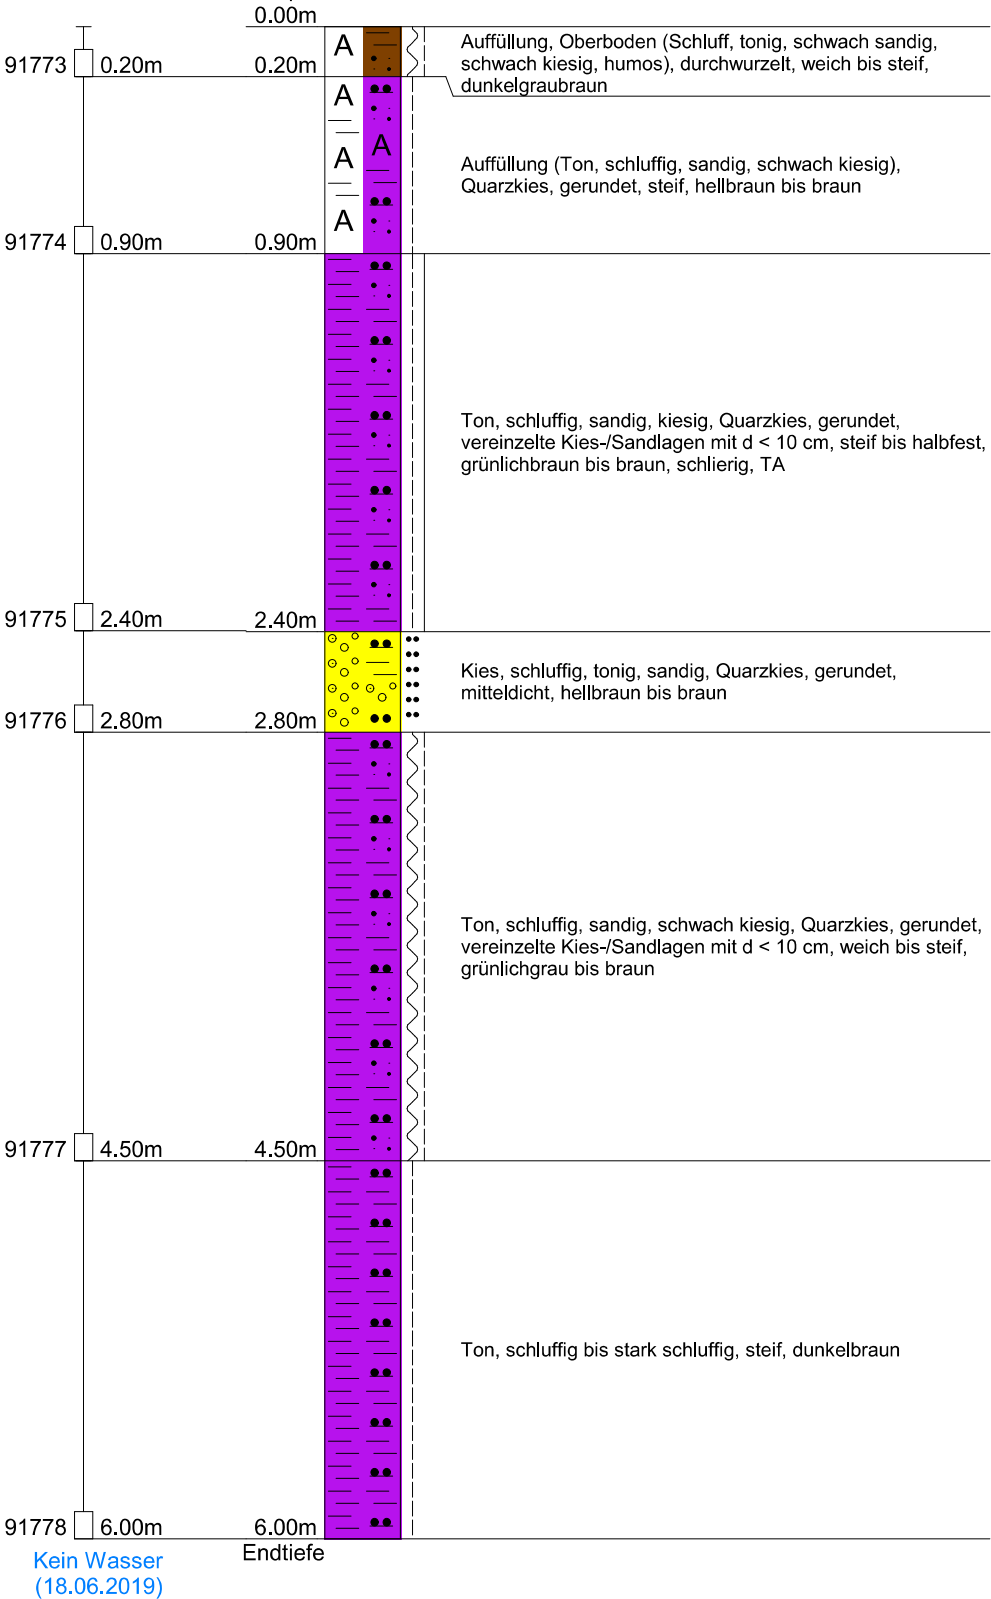 0.00m
91773 0.20m 0.20m A
Auffüllung, Oberboden (Schluff, tonig, schwach sandig,
schwach kiesig, humos), durchwurzelt, weich bis steif,
dunkelgraubraun
A
A
A
A
Auffüllung (Ton, schluffig, sandig, schwach kiesig),
Quarzkies, gerundet, steif, hellbraun bis braun
91774 0.90m 0.90m
Ton, schluffig, sandig, kiesig, Quarzkies, gerundet,
vereinzelte Kies-/Sandlagen mit d < 10 cm, steif bis halbfest,
grünlichbraun bis braun, schlierig, TA
91775 2.40m 2.40m
Kies, schluffig, tonig, sandig, Quarzkies, gerundet,
mitteldicht, hellbraun bis braun
91776 2.80m 2.80m
Ton, schluffig, sandig, schwach kiesig, Quarzkies, gerundet,
vereinzelte Kies-/Sandlagen mit d < 10 cm, weich bis steif,
grünlichgrau bis braun
91777 4.50m 4.50m
Ton, schluffig bis stark schluffig, steif, dunkelbraun
91778 6.00m 6.00m
Endtiefe
Kein Wasser
(18.06.2019)